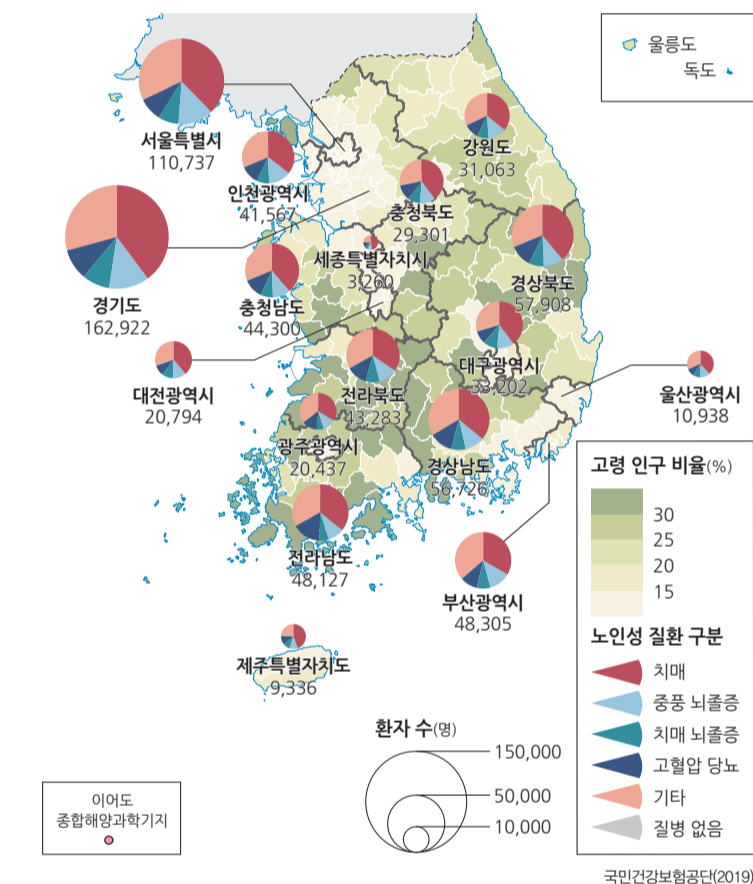 울릉도
독도
서울특별시
110,737
강원도
31,063
인천광역시
41,567
충청북도
29,301
세종특별자치시
3,260
경기도
162,922
충청남도
44,300
경상북도
57,908
대전광역시
20,794
전라북도
43,283
대구광역시
33,202
울산광역시
10,938
광주광역시
20,437
경상남도
56,726
전라남도
48,127
부산광역시
48,305
제주특별자치도
9,336
고령 인구 비율(%)
30
25
20
15
노인성 질환 구분
치매
중풍 뇌졸증
치매 뇌졸증
고혈압 당뇨
기타
질병 없음
환자 수(명)
150,000
50,000
10,000
이어도
종합해양과학기지
국민건강보험공단(2019)